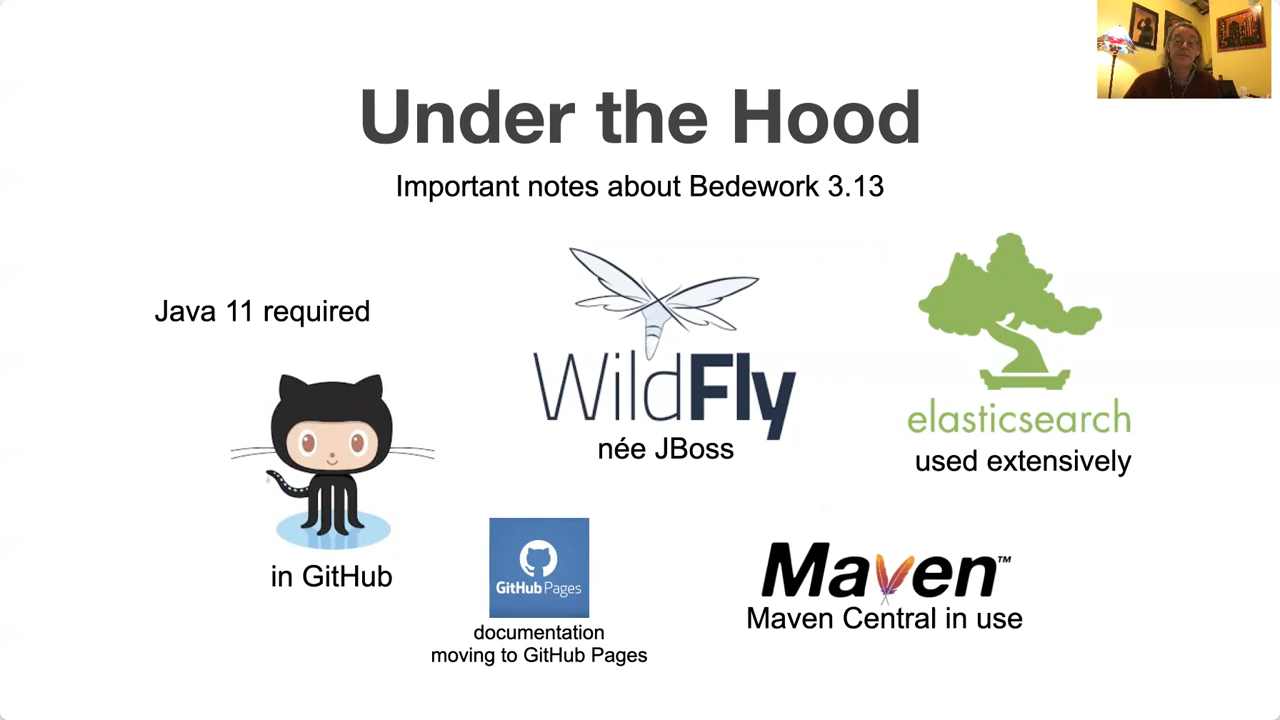 Under the Hood
Important notes about Bedework 3.13
Java 11 required
WildFly
née JBoss
elasticsearch
used extensively
in GitHub
GitHub Pages
documentation
moving to GitHub Pages
Maven™
Maven Central in use